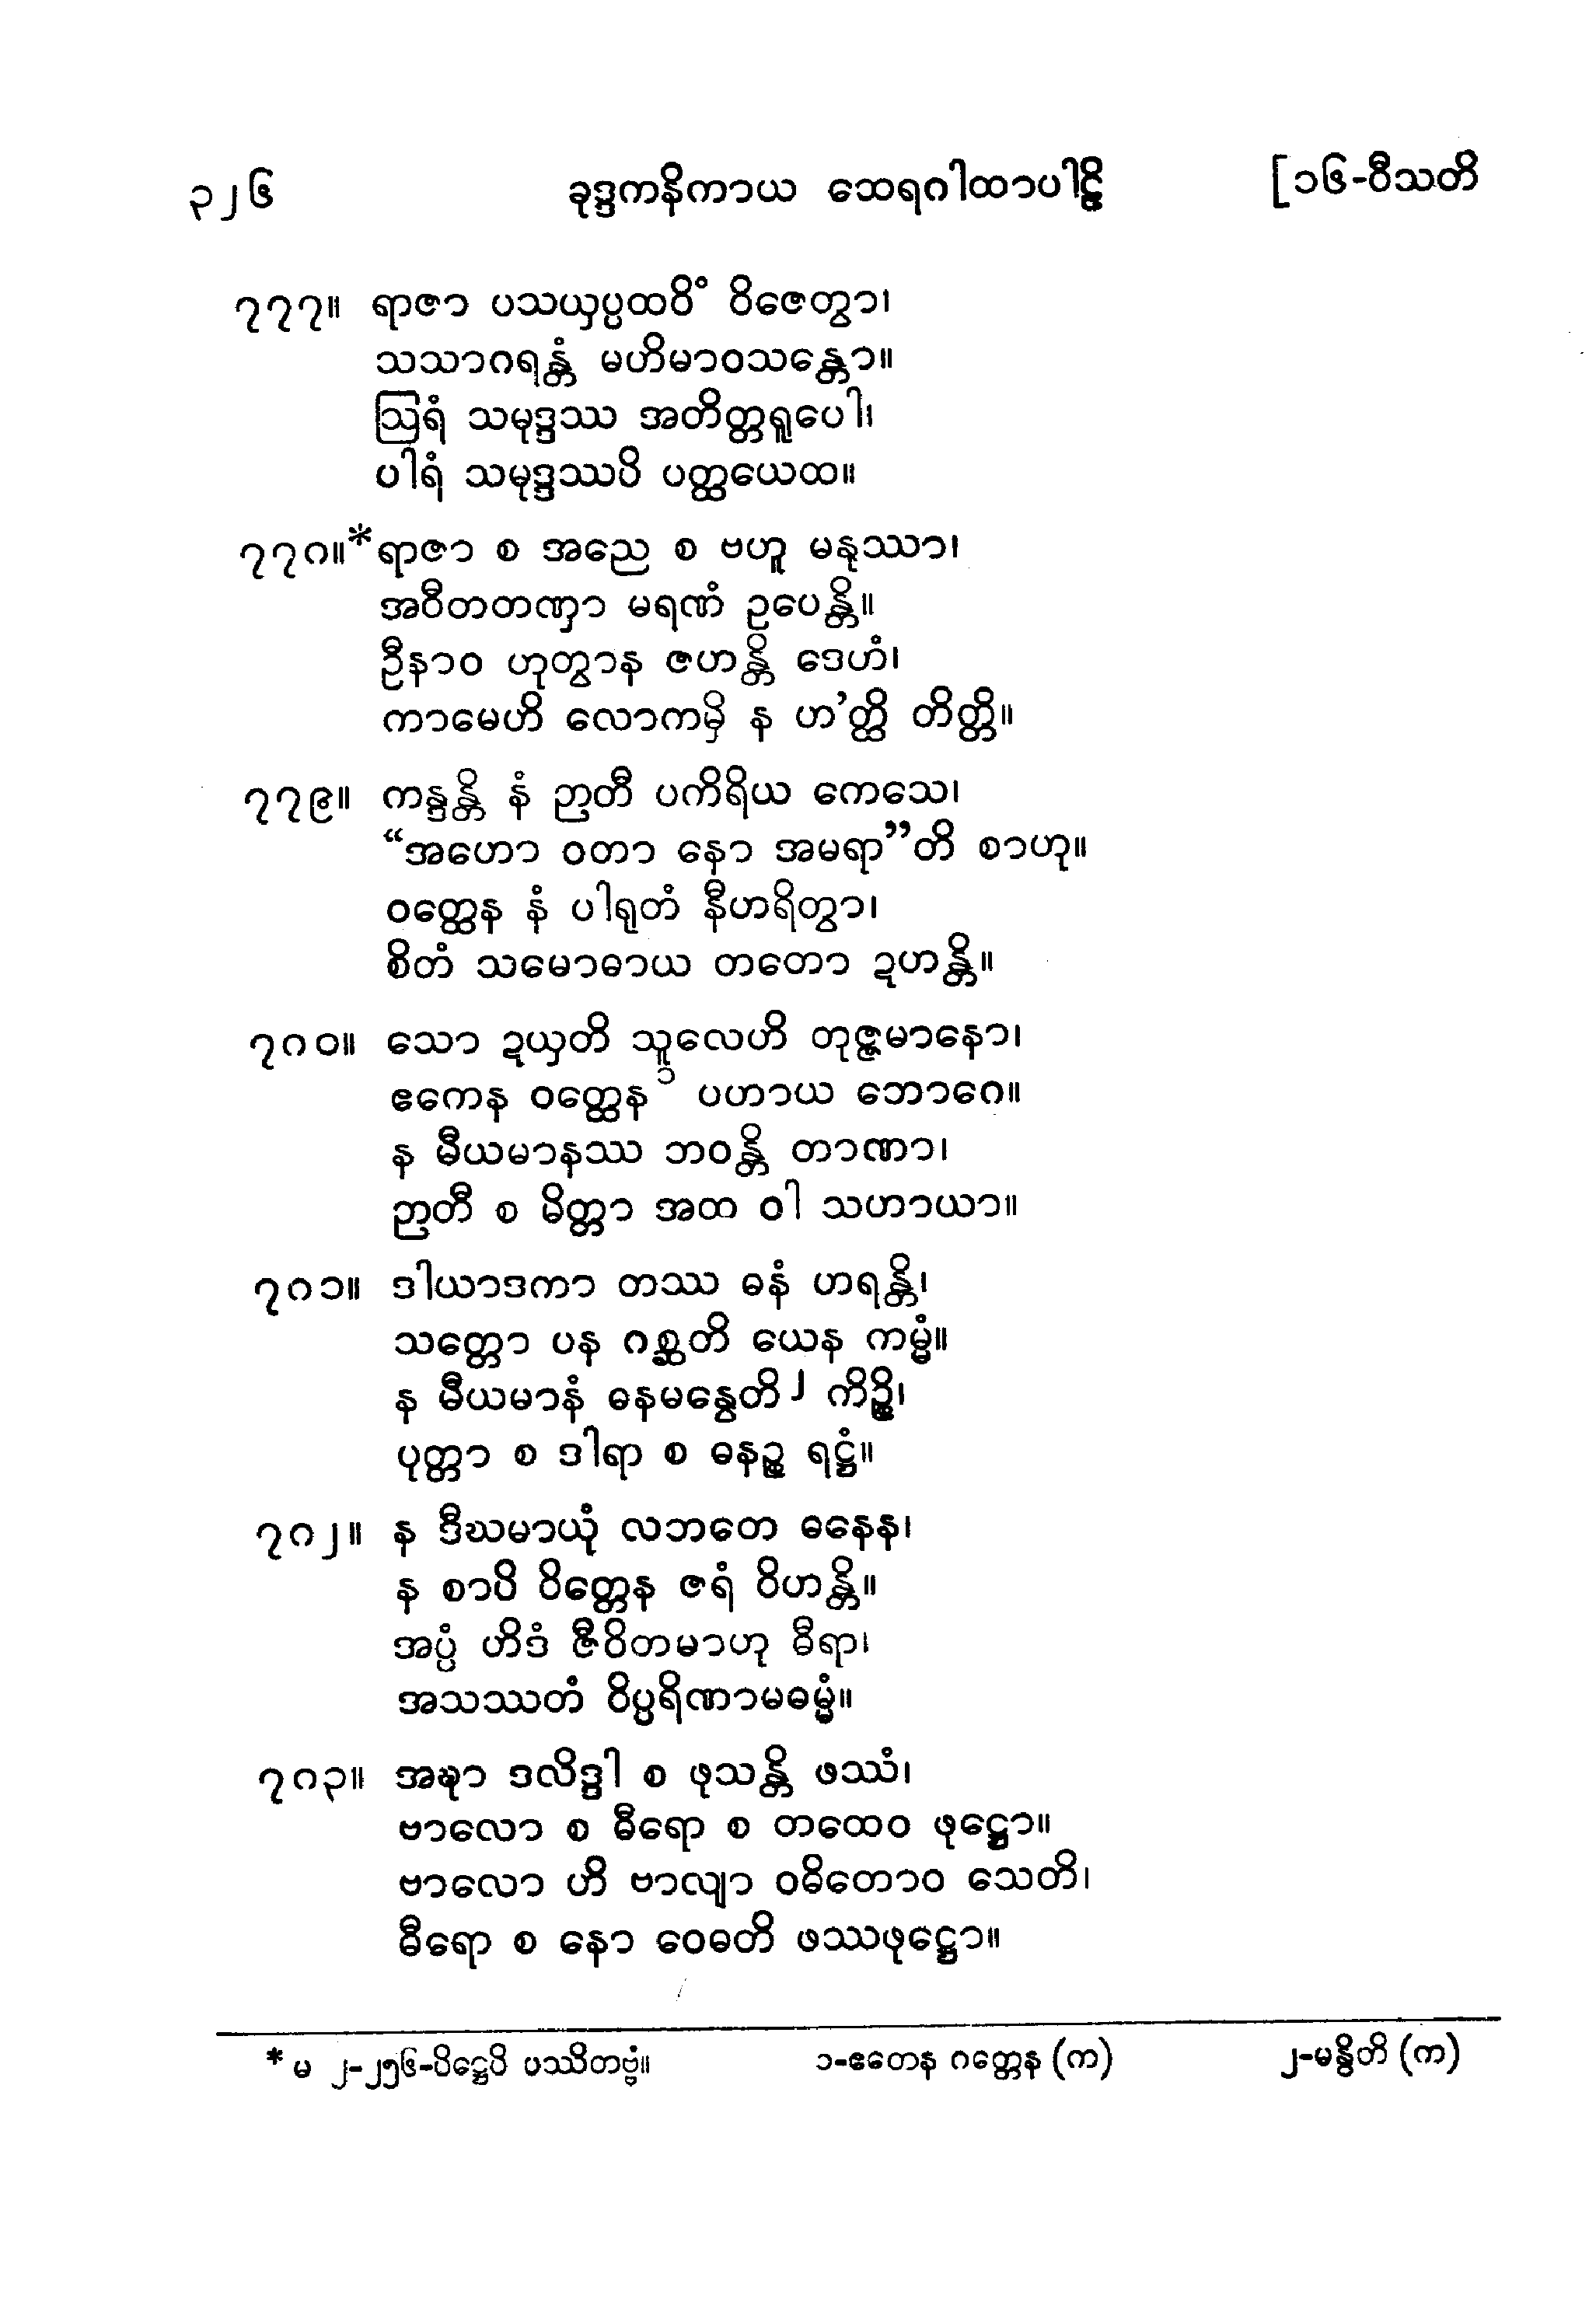 ၃၂၆ ခုဒ္ဒကနိကာယ ထေရဂါထာပါဠိ [၁၆-ဝီသတိ
၇၇၇။ ရာဇာ ပသယှပ္ပထဝိံ ဝိဇေတွာ၊
သသာဂရန္တံ မဟိမာဝသန္တော။
ဩရံ သမုဒ္ဒဿ အတိတ္တရူပေါ၊
ပါရံ သမုဒ္ဒဿပိ ပတ္ထယေထ။
၇၇၈။*ရာဇာ စ အညေ စ ဗဟူ မနုဿာ၊
အဝီတတဏှာ မရဏံ ဥပေန္တိ။
ဦနာဝ ဟုတွာန ဇဟန္တိ ဒေဟံ၊
ကာမေဟိ လောကမှိ န ဟ’တ္ထိ တိတ္တိ။
၇၇၉။ ကန္ဒန္တိ နံ ဉာတီ ပကိရိယ ကေသေ၊
“အဟော ဝတာ နော အမရာ”တိ စာဟု။
ဝတ္ထေန နံ ပါရုတံ နီဟရိတွာ၊
စိတံ သမောဓာယ တတော ဍဟန္တိ။
၇၈၀။ သော ဍယှတိ သူလေဟိ တုဇ္ဇမာနော၊
ဧကေန ဝတ္ထေန ၁ ပဟာယ ဘောဂေ။
န မီယမာနဿ ဘဝန္တိ တာဏာ၊
ဉာတီ စ မိတ္တာ အထ ဝါ သဟာယာ။
၇၈၁။ ဒါယာဒကာ တဿ ဓနံ ဟရန္တိ၊
သတ္တော ပန ဂစ္ဆတိ ယေန ကမ္မံ။
န မီယမာနံ ဓနမနွေတိ ၂ ကိဉ္စိ၊
ပုတ္တာ စ ဒါရာ စ ဓနဉ္စ ရဋ္ဌံ။
၇၈၂။ န ဒီဃမာယုံ လဘတေ ဓနေန၊
န စာပိ ဝိတ္တေန ဇရံ ဝိဟန္တိ။
အပ္ပံ ဟိဒံ ဇီဝိတမာဟု ဓီရာ၊
အသဿတံ ဝိပ္ပရိဏာမဓမ္မံ။
၇၈၃။ အဍ္ဎာ ဒလိဒ္ဒါ စ ဖုသန္တိ ဖဿံ၊
ဗာလော စ ဓီရော စ တထေဝ ဖုဋ္ဌော။
ဗာလော ဟိ ဗာလျာ ဝဓိတောဝ သေတိ၊
ဓီရော စ နော ဝေဓတိ ဖဿဖုဋ္ဌော။
* မ ၂-၂၅၆-ပိဋ္ဌေပိ ပဿိတဗ္ဗံ။ ၁-ဧတေန ဂတ္တေန (က) ၂-မန္ဝိတိ (က)